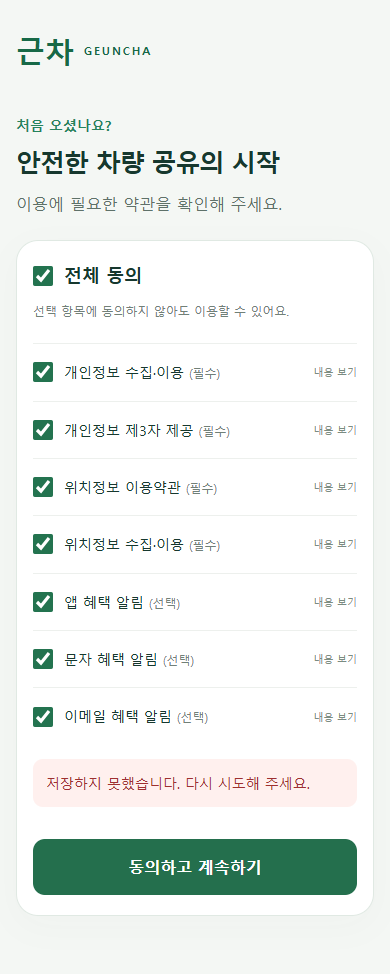 근차 GEUNCHA
처음 오셨나요?
안전한 차량 공유의 시작
이용에 필요한 약관을 확인해 주세요.
전체 동의
선택 항목에 동의하지 않아도 이용할 수 있어요.
개인정보 수집·이용 (필수) 내용 보기
개인정보 제3자 제공 (필수) 내용 보기
위치정보 이용약관 (필수) 내용 보기
위치정보 수집·이용 (필수) 내용 보기
앱 혜택 알림 (선택) 내용 보기
문자 혜택 알림 (선택) 내용 보기
이메일 혜택 알림 (선택) 내용 보기
저장하지 못했습니다. 다시 시도해 주세요.
동의하고 계속하기